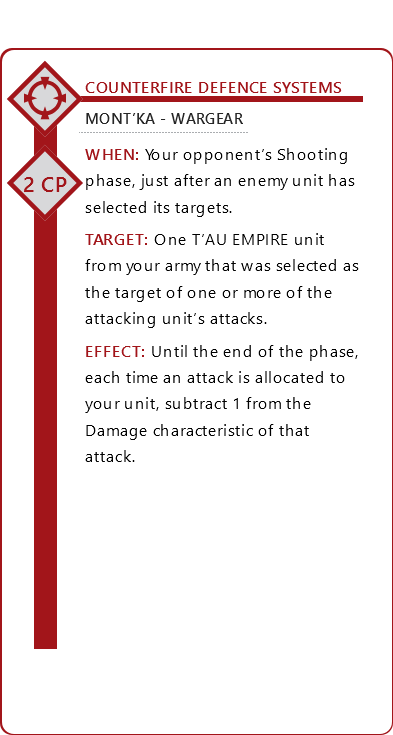 COUNTERFIRE DEFENCE SYSTEMS
MONT’KA - WARGEAR
2 CP
WHEN: Your opponent’s Shooting
phase, just after an enemy unit has
selected its targets.
TARGET: One T’AU EMPIRE unit
from your army that was selected as
the target of one or more of the
attacking unit’s attacks.
EFFECT: Until the end of the phase,
each time an attack is allocated to
your unit, subtract 1 from the
Damage characteristic of that
attack.